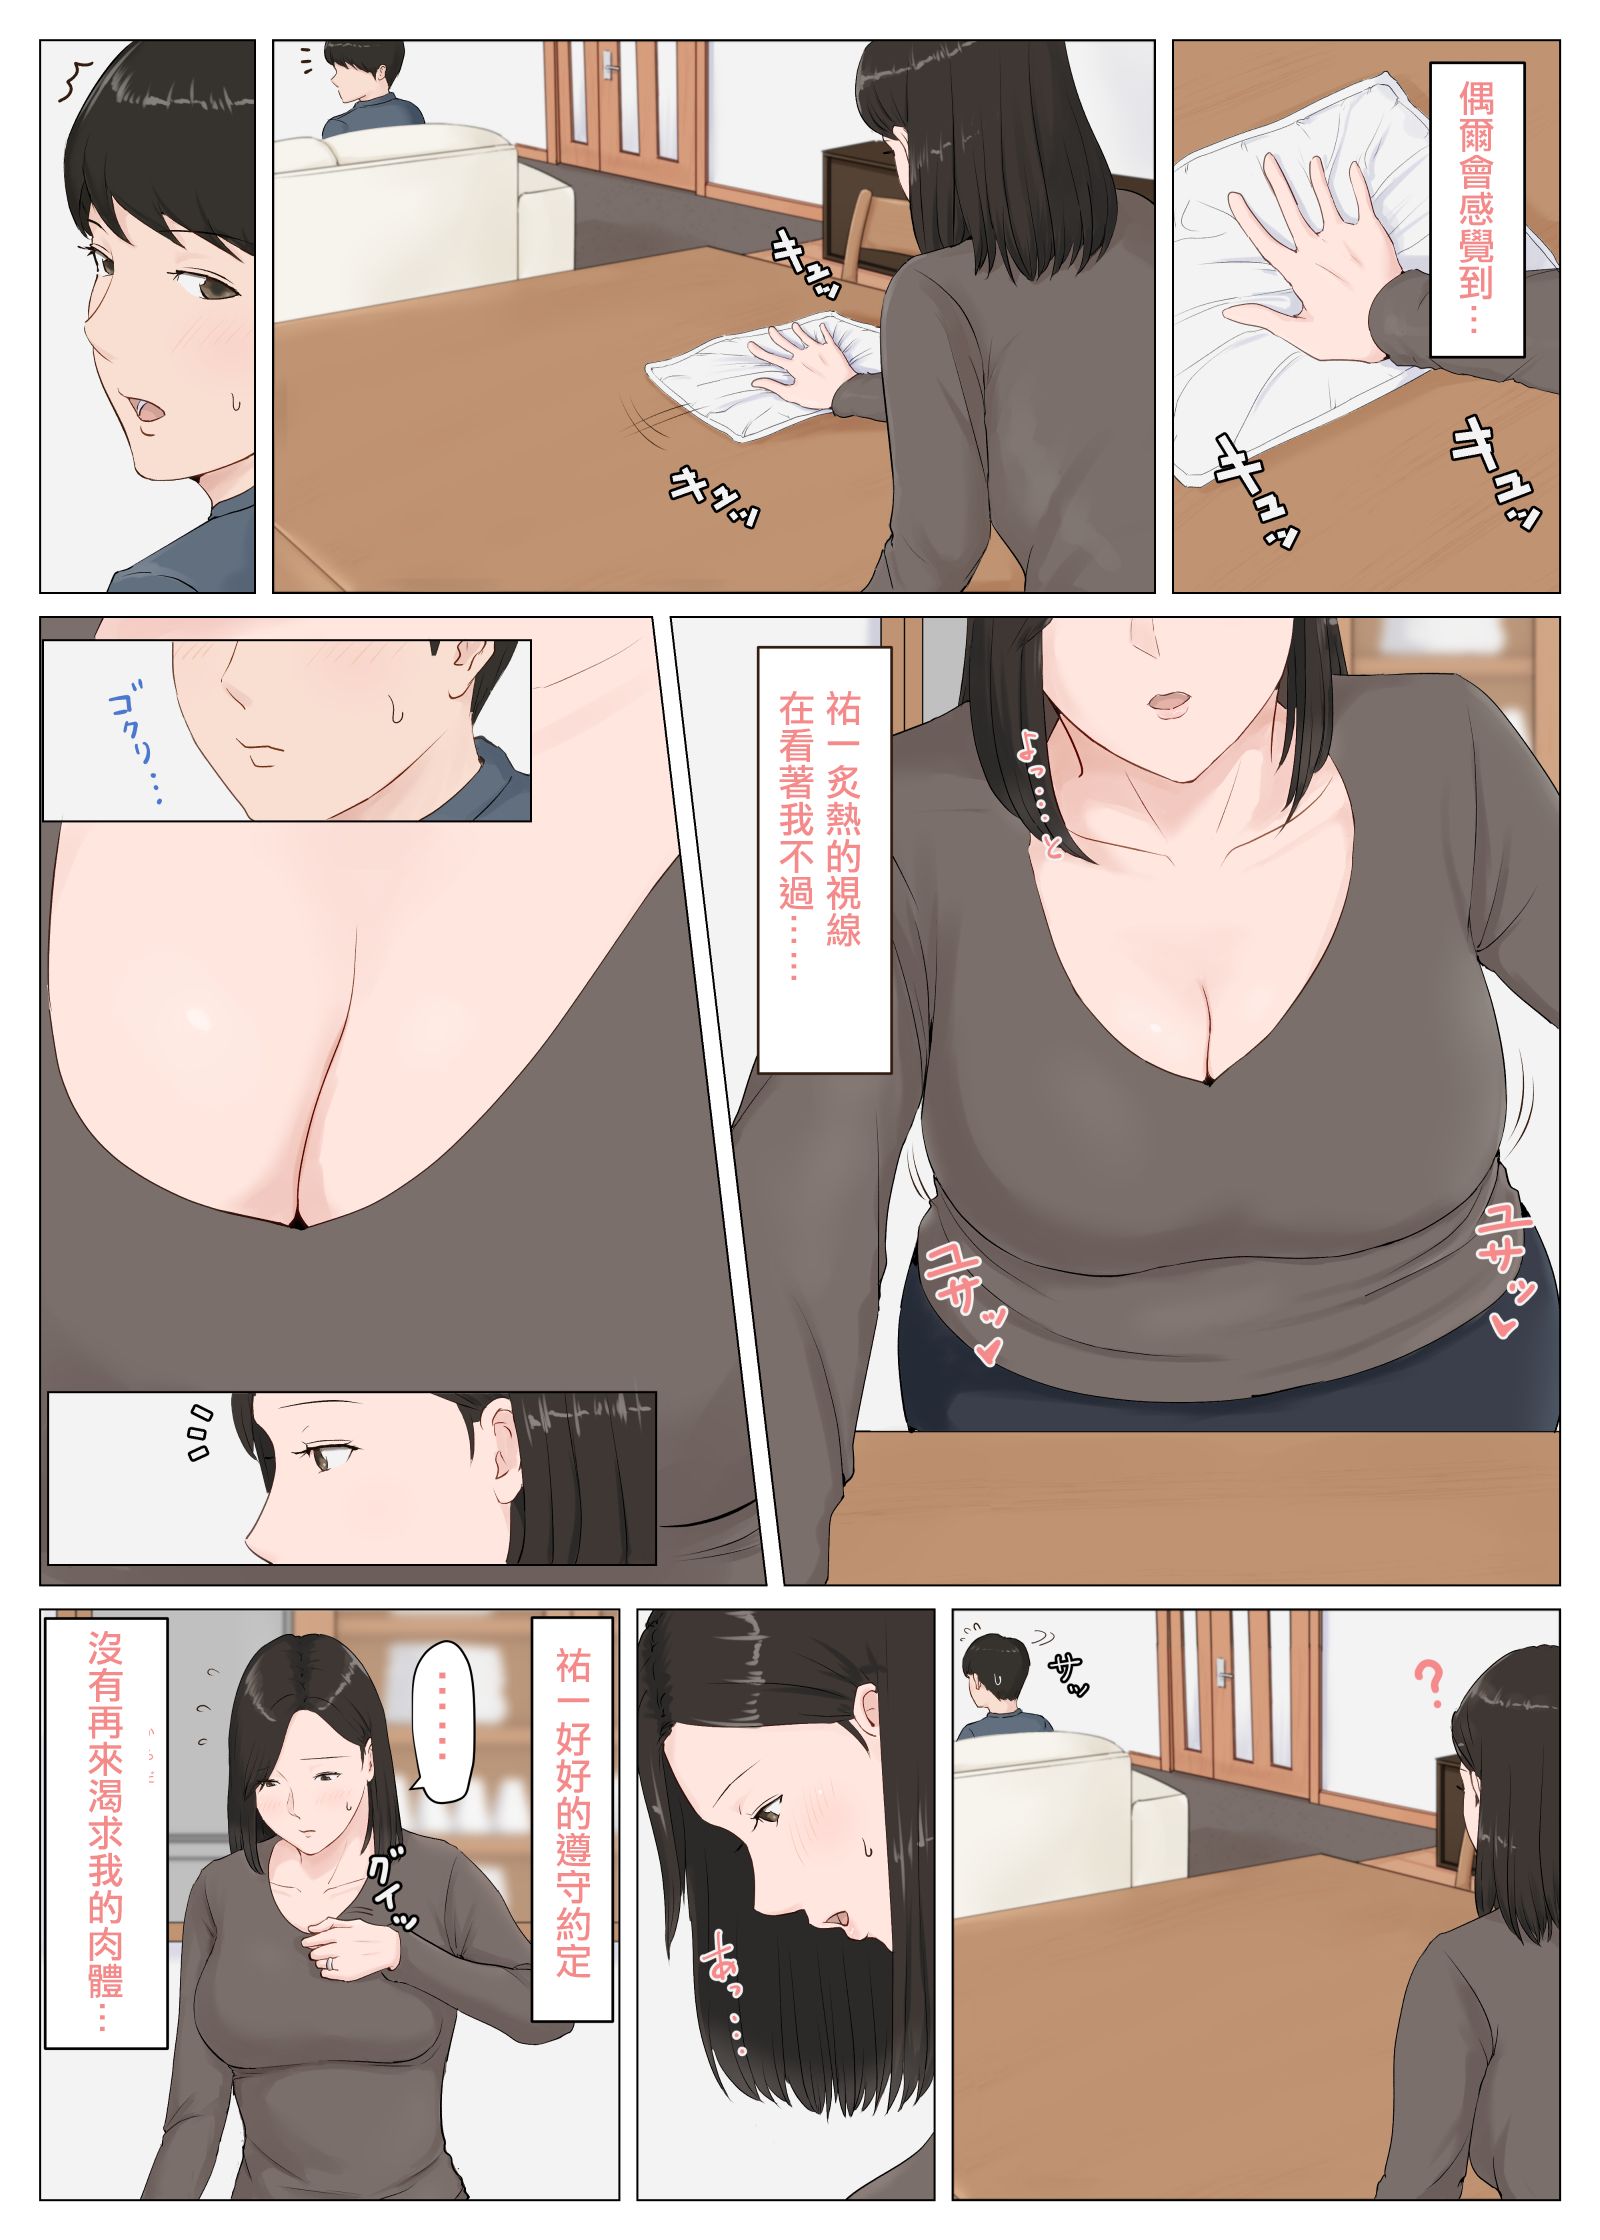 偶爾會感覺到…
キュッ
キュッ
キュッ
キュッ
祐一炙熱的視線
在看著我不過……
よっ……と
ユサッ
ユサッ
ゴクリ...
?
サッ
あっ…
祐一好好的遵守約定
……
グイッ
沒有再來渴求我的肉體…